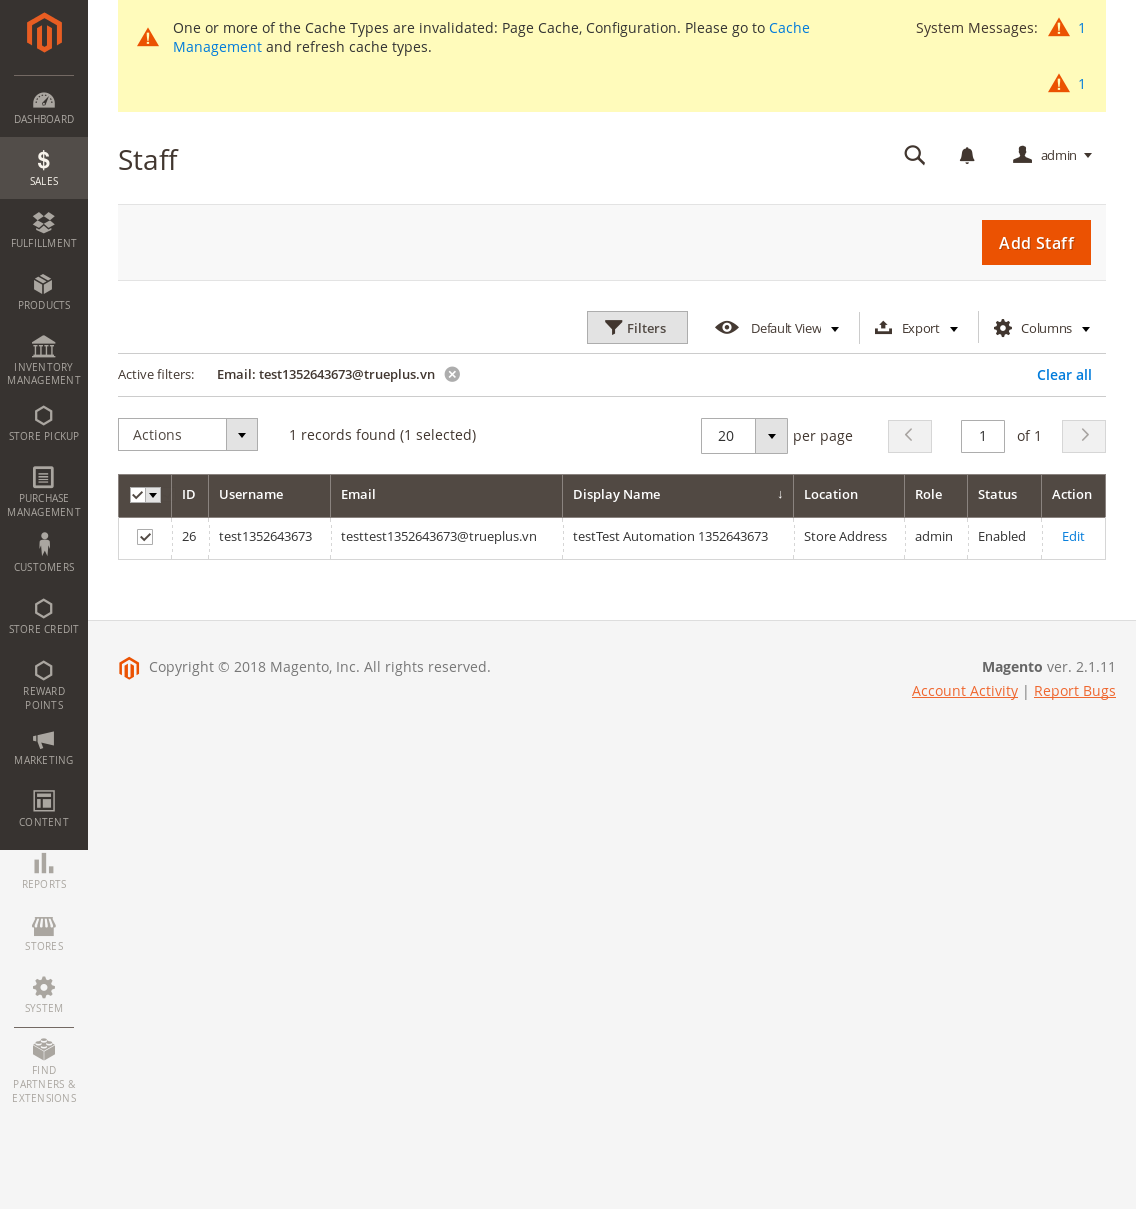 One or more of the Cache Types are invalidated: Page Cache, Configuration. Please go to Cache
Management and refresh cache types.
System Messages: 1
1
DASHBOARD
SALES
FULFILLMENT
PRODUCTS
INVENTORY
MANAGEMENT
STORE PICKUP
PURCHASE
MANAGEMENT
CUSTOMERS
STORE CREDIT
REWARD
POINTS
MARKETING
CONTENT
REPORTS
STORES
SYSTEM
FIND
PARTNERS &
EXTENSIONS
Staff
admin
Add Staff
Filters Default View Export Columns
Active filters: Email: test1352643673@trueplus.vn Clear all
Actions 1 records found (1 selected) 20 per page 1 of 1
ID Username Email Display Name ↓ Location Role Status Action
26 test1352643673 testtest1352643673@trueplus.vn testTest Automation 1352643673 Store Address admin Enabled Edit
Copyright © 2018 Magento, Inc. All rights reserved.
Magento ver. 2.1.11
Account Activity | Report Bugs